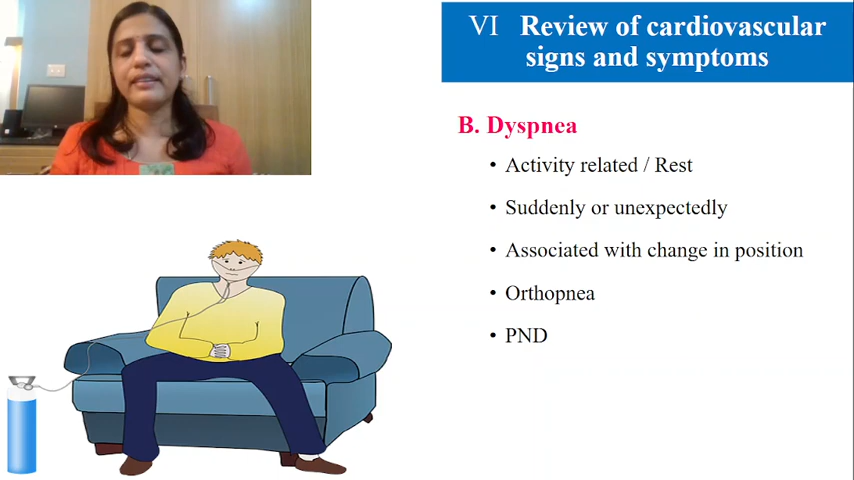 VI Review of cardiovascular
signs and symptoms
B. Dyspnea
• Activity related / Rest
• Suddenly or unexpectedly
• Associated with change in position
• Orthopnea
• PND